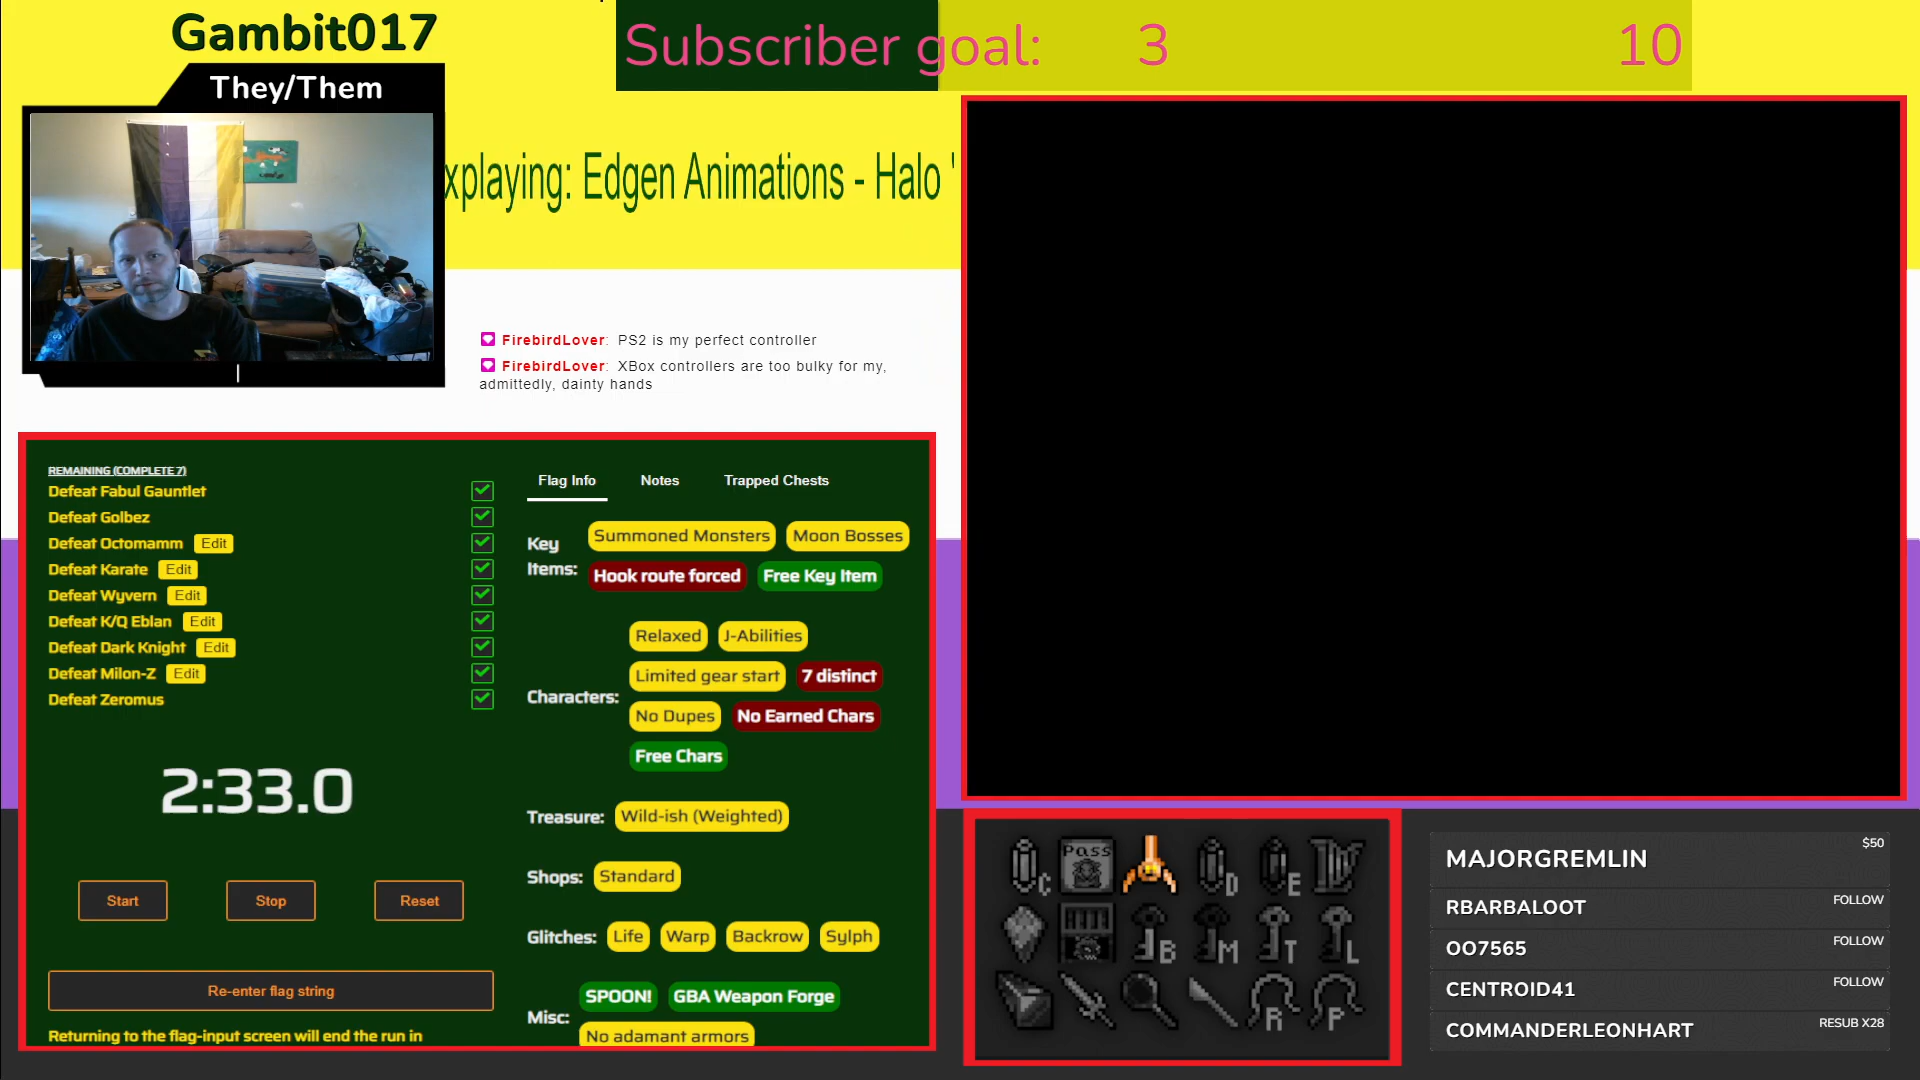 Gambit017
They/Them
Subscriber goal: 3 10
xplaying: Edgen Animations - Halo '
FirebirdLover: PS2 is my perfect controller
FirebirdLover: XBox controllers are too bulky for my,
admittedly, dainty hands
REMAINING (COMPLETE 7)
Defeat Fabul Gauntlet
Defeat Golbez
Defeat Octomamm Edit
Defeat Karate Edit
Defeat Wyvern Edit
Defeat K/Q Eblan Edit
Defeat Dark Knight Edit
Defeat Milon-Z Edit
Defeat Zeromus
2:33.0
Start Stop Reset
Re-enter flag string
Returning to the flag-input screen will end the run in
Flag Info Notes Trapped Chests
Key Items: Summoned Monsters Moon Bosses
Hook route forced Free Key Item
Characters: Relaxed J-Abilities
Limited gear start 7 distinct
No Dupes No Earned Chars
Free Chars
Treasure: Wild-ish (Weighted)
Shops: Standard
Glitches: Life Warp Backrow Sylph
Misc: SPOON! GBA Weapon Forge
No adamant armors
C Pass D E
B M T L
R P
MAJORGREMLIN $50
RBARBALOOT FOLLOW
OO7565 FOLLOW
CENTROID41 FOLLOW
COMMANDERLEONHART RESUB X28